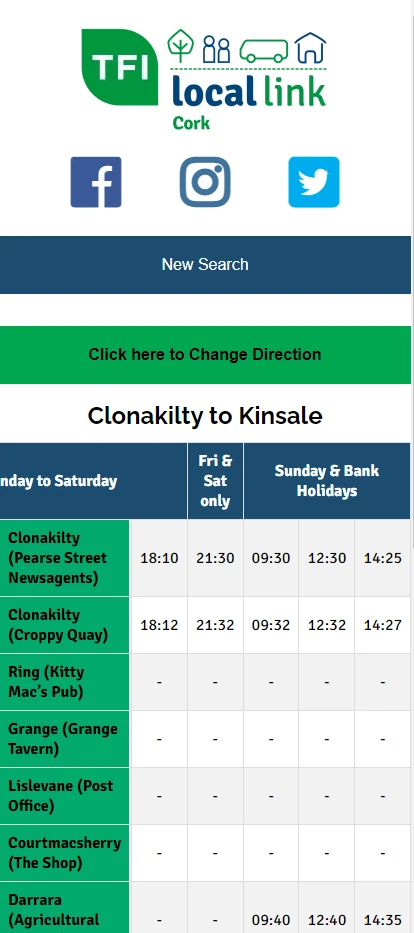 TFI
local link
Cork
New Search
Click here to Change Direction
Clonakilty to Kinsale
nday to Saturday
Fri &
Sat
only
Sunday & Bank
Holidays
Clonakilty
(Pearse Street
Newsagents)
18:10 21:30 09:30 12:30 14:25
Clonakilty
(Croppy Quay)
18:12 21:32 09:32 12:32 14:27
Ring (Kitty
Mac’s Pub)
- - - - -
Grange (Grange
Tavern)
- - - - -
Lislevane (Post
Office)
- - - - -
Courtmacsherry
(The Shop)
- - - - -
Darrara
(Agricultural
- - 09:40 12:40 14:35